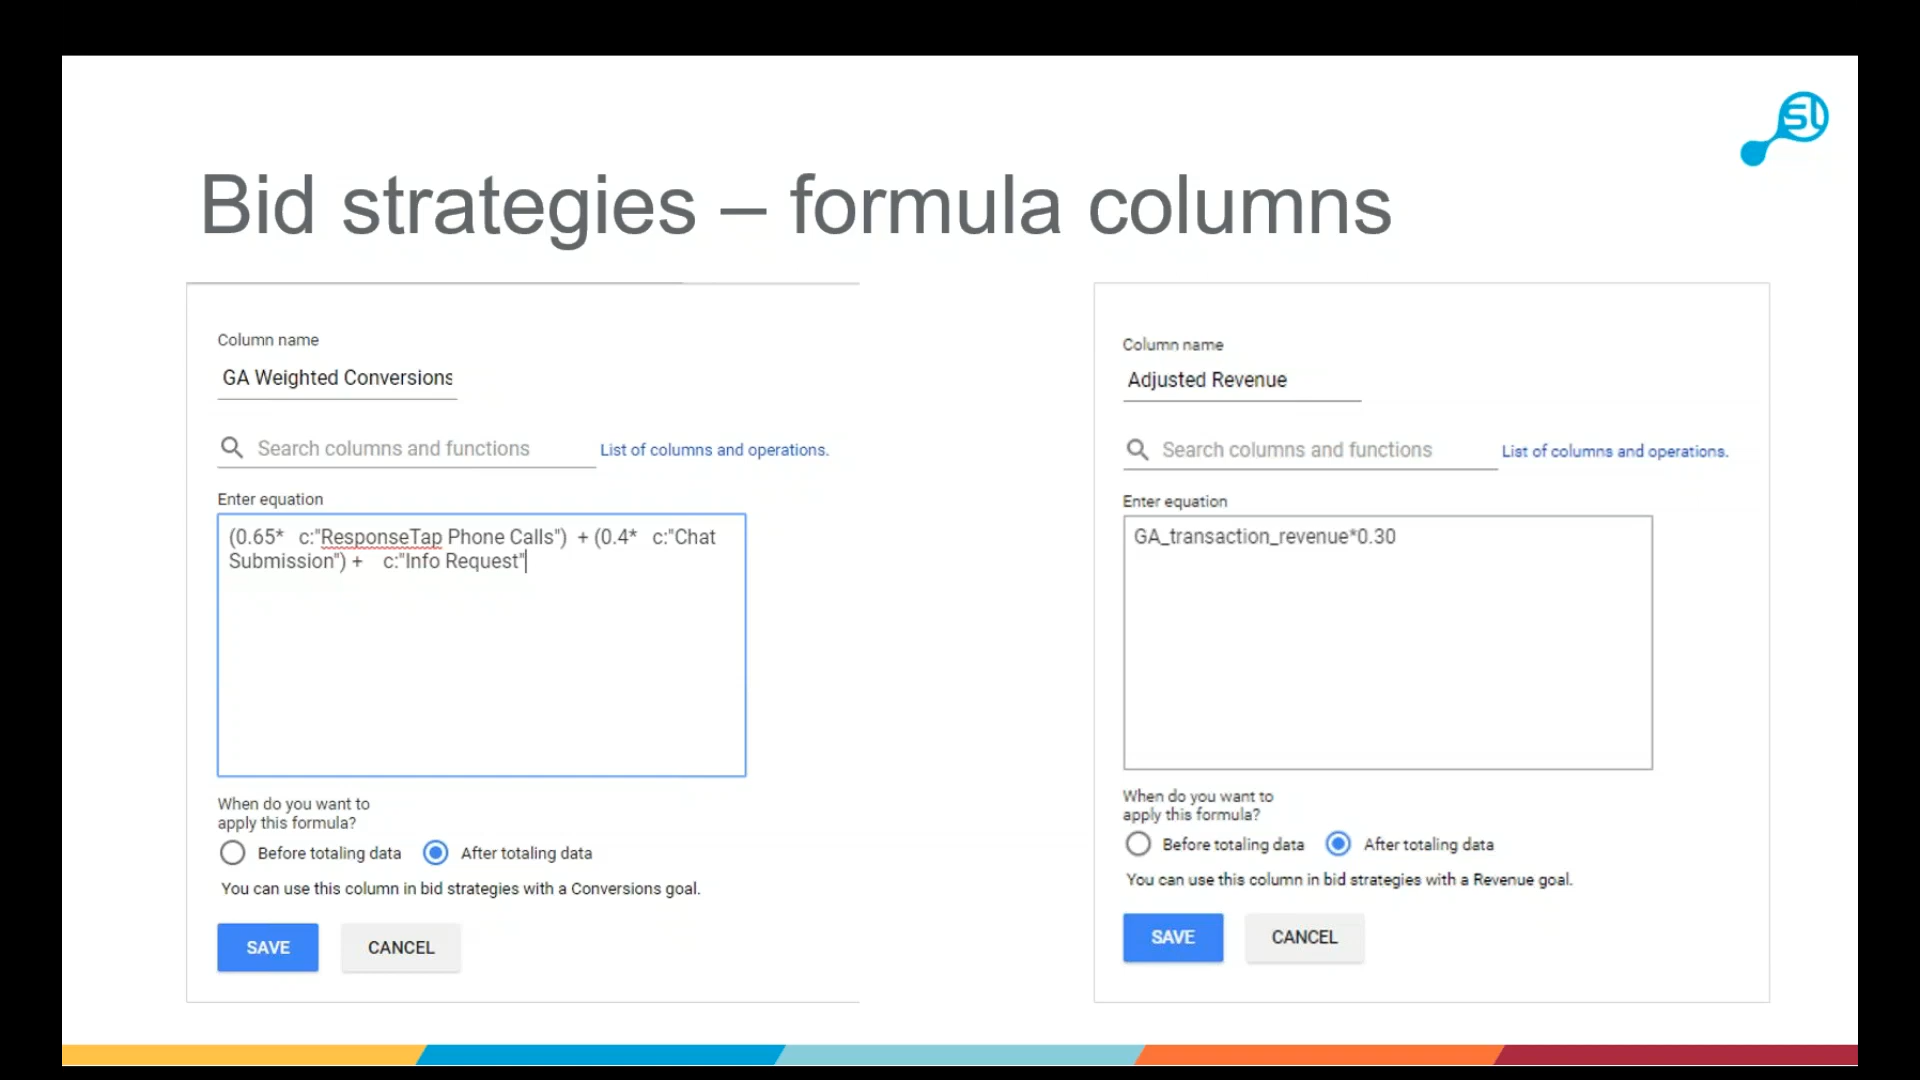 SL
Bid strategies – formula columns
Column name
GA Weighted Conversions
Search columns and functions
List of columns and operations.
Enter equation
(0.65* c:"ResponseTap Phone Calls") + (0.4* c:"Chat
Submission") + c:"Info Request"
When do you want to
apply this formula?
Before totaling data
After totaling data
You can use this column in bid strategies with a Conversions goal.
SAVE
CANCEL
Column name
Adjusted Revenue
Search columns and functions
List of columns and operations.
Enter equation
GA_transaction_revenue*0.30
When do you want to
apply this formula?
Before totaling data
After totaling data
You can use this column in bid strategies with a Revenue goal.
SAVE
CANCEL